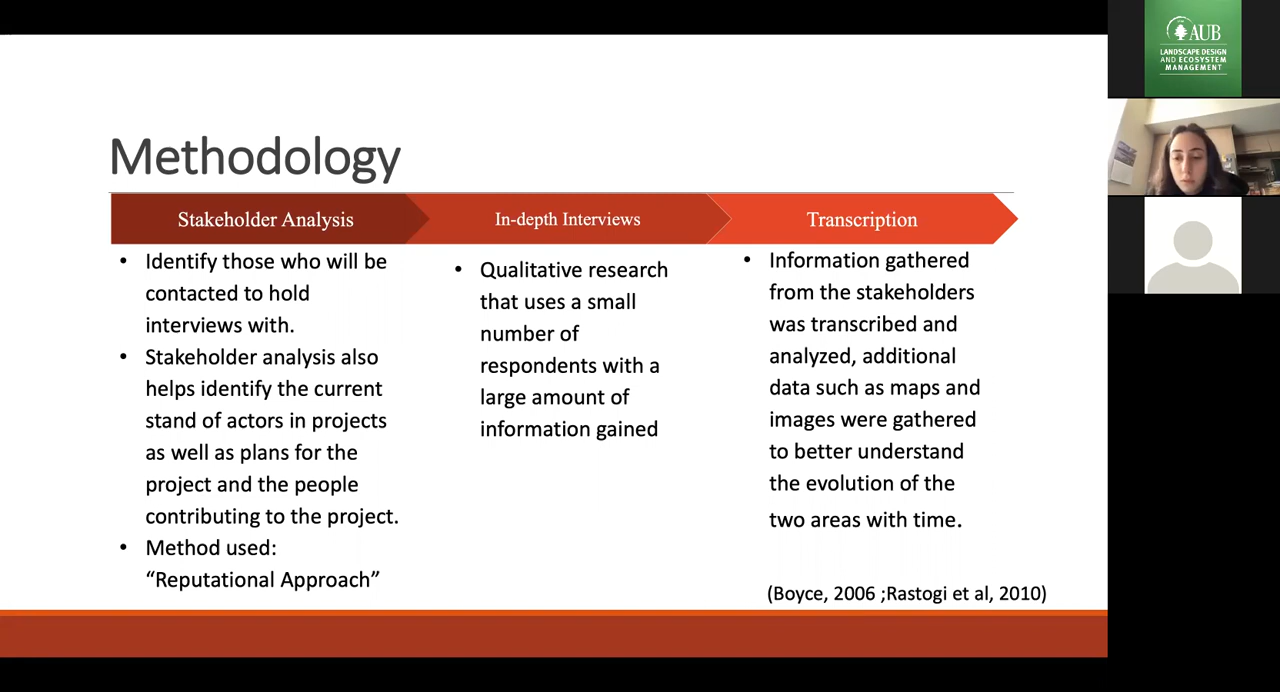 Methodology
Stakeholder Analysis
In-depth Interviews
Transcription
• Identify those who will be
contacted to hold
interviews with.
• Stakeholder analysis also
helps identify the current
stand of actors in projects
as well as plans for the
project and the people
contributing to the project.
• Method used:
“Reputational Approach”
• Qualitative research
that uses a small
number of
respondents with a
large amount of
information gained
• Information gathered
from the stakeholders
was transcribed and
analyzed, additional
data such as maps and
images were gathered
to better understand
the evolution of the
two areas with time.
(Boyce, 2006 ;Rastogi et al, 2010)
AUB
LANDSCAPE DESIGN
AND ECOSYSTEM
MANAGEMENT